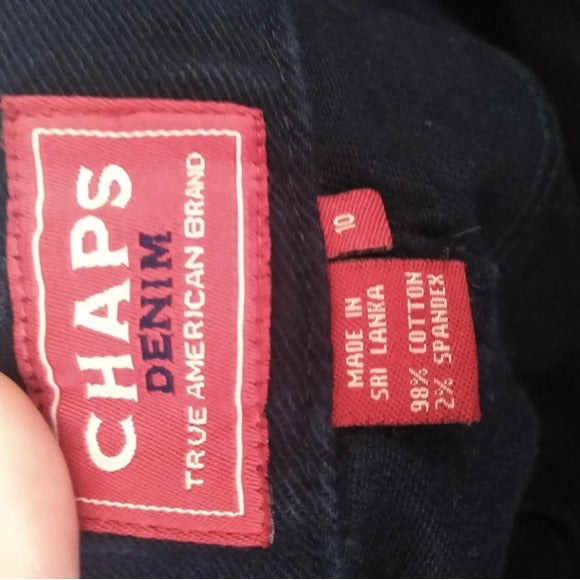 CHAPS
DENIM
TRUE AMERICAN BRAND
10
MADE IN
SRI LANKA
98% COTTON
2% SPANDEX